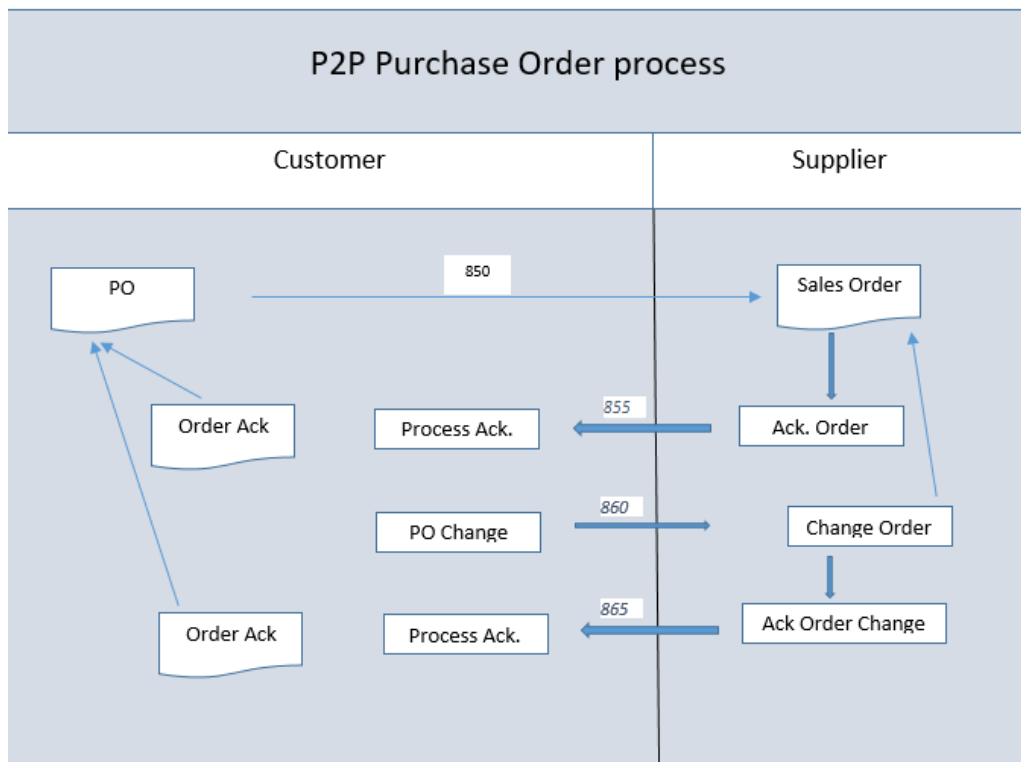 P2P Purchase Order process
Customer
Supplier
PO
850
Sales Order
Order Ack
Process Ack.
855
Ack. Order
PO Change
860
Change Order
Order Ack
Process Ack.
865
Ack Order Change